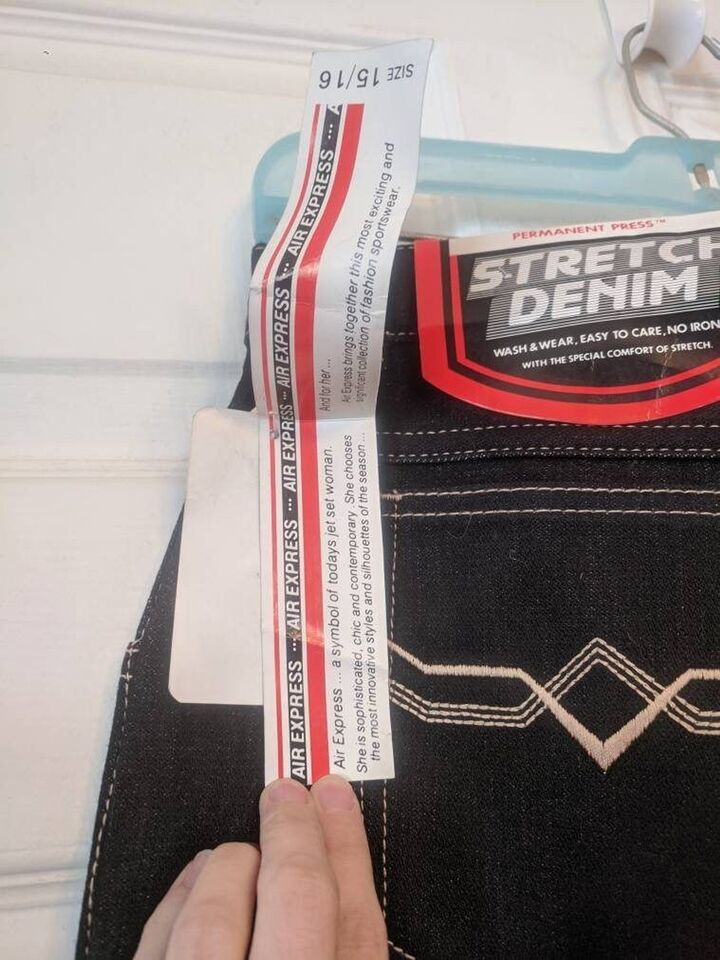 SIZE 15/16
AIR EXPRESS ... AIR EXPRESS ... AIR EXPRESS ... AIR EXPRESS ... A
Air Express ... a symbol of todays jet set woman.
She is sophisticated, chic and contemporary. She chooses
the most innovative styles and silhouettes of the season ...
And for her ...
Air Express brings together this most exciting and
significant collection of fashion sportswear.
PERMANENT PRESS™
STRETCH
DENIM
WASH & WEAR, EASY TO CARE, NO IRON
WITH THE SPECIAL COMFORT OF STRETCH.